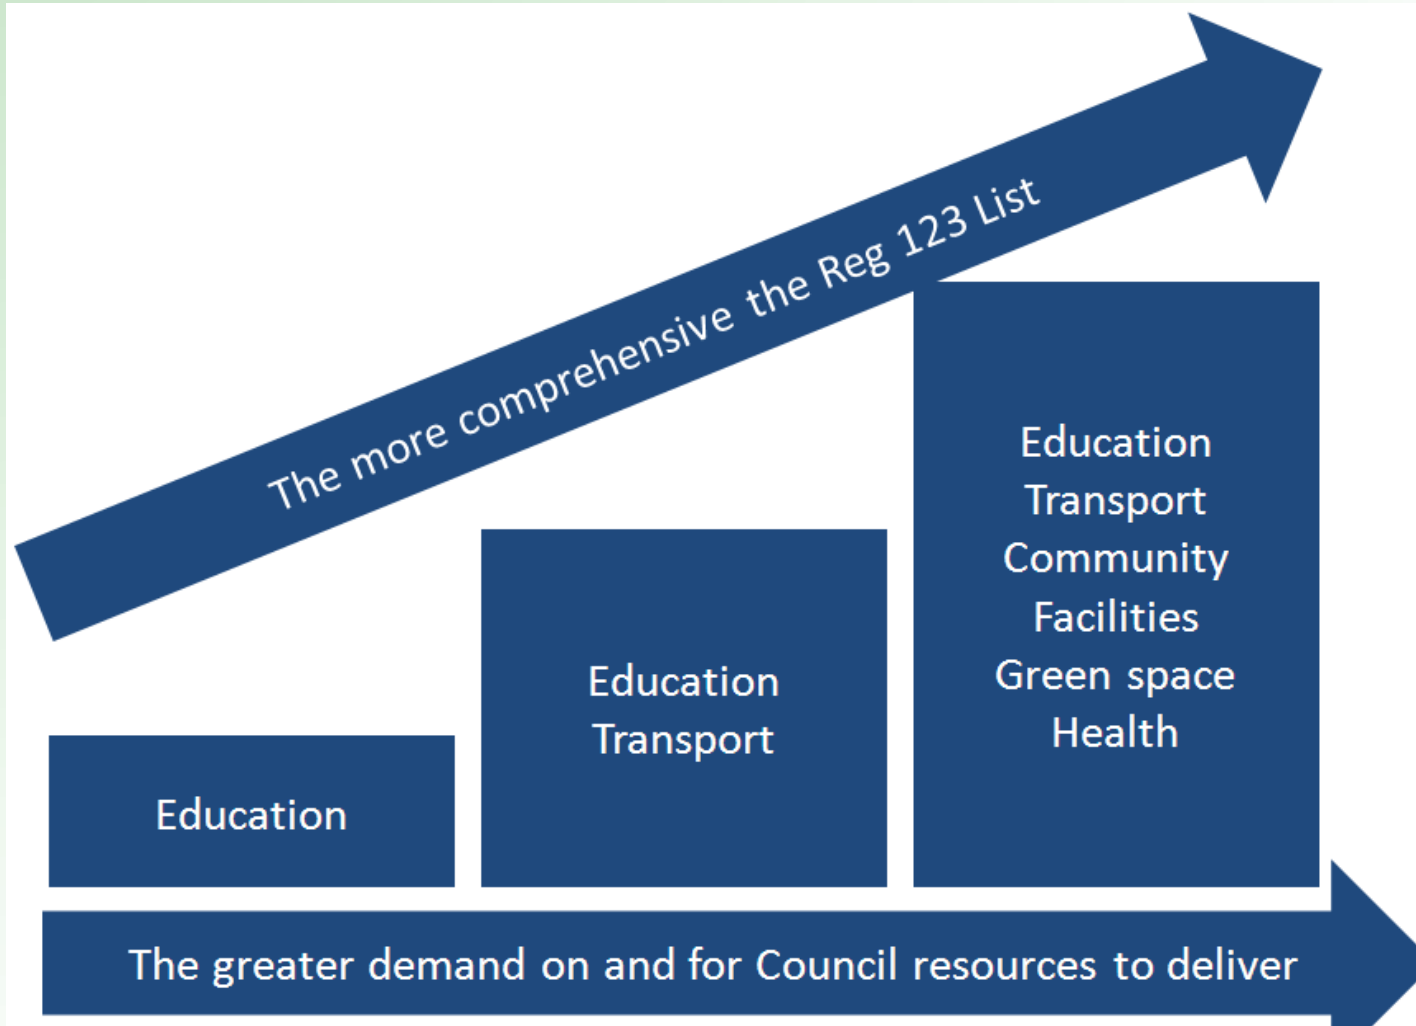 The more comprehensive the Reg 123 List
Education
Education
Transport
Education
Transport
Community
Facilities
Green space
Health
The greater demand on and for Council resources to deliver